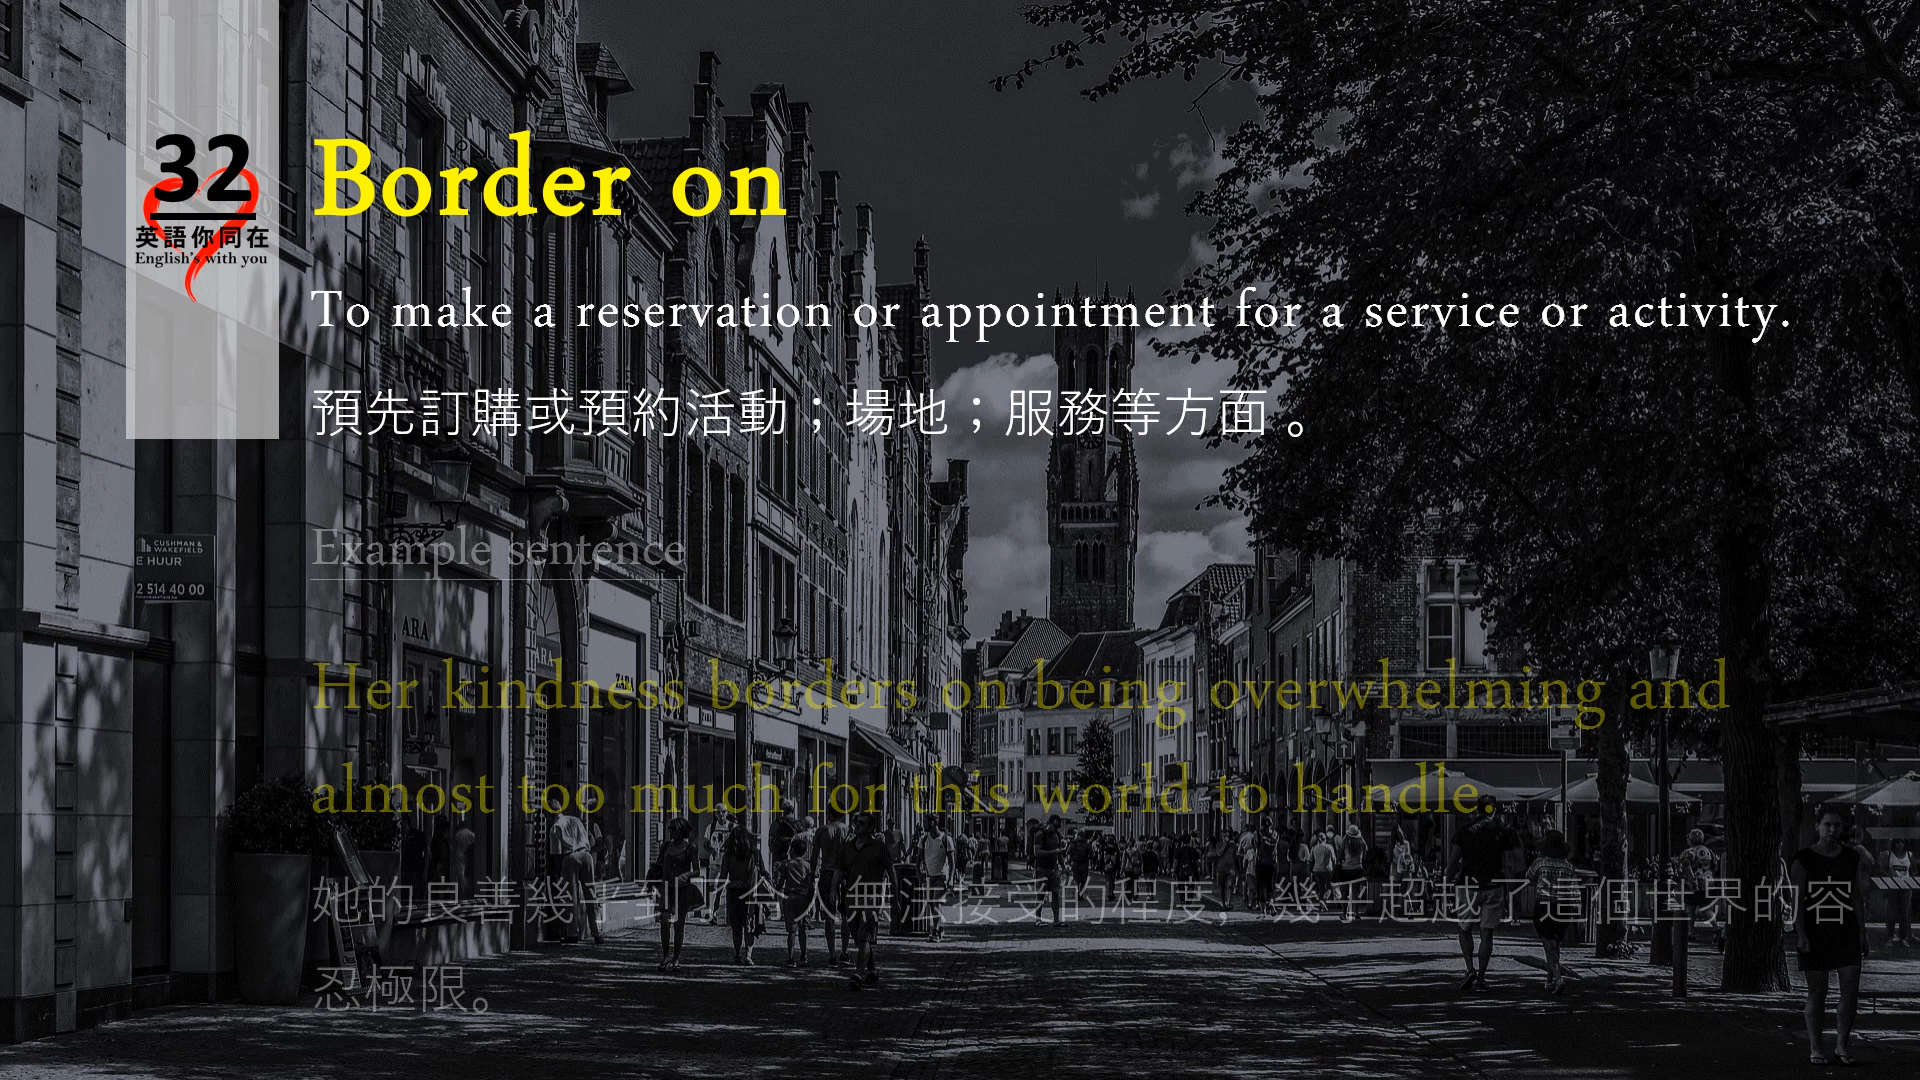 32
英語你同在
English's with you
Border on
To make a reservation or appointment for a service or activity.
預先訂購或預約活動；場地；服務等方面 。
Example sentence
Her kindness borders on being overwhelming and
almost too much for this world to handle.
她的良善幾乎到了令人無法接受的程度，幾乎超越了這個世界的容
忍極限。
CUSHMAN &
WAKEFIELD
E HUUR
2 514 40 00
ARA
ARA
ZARA